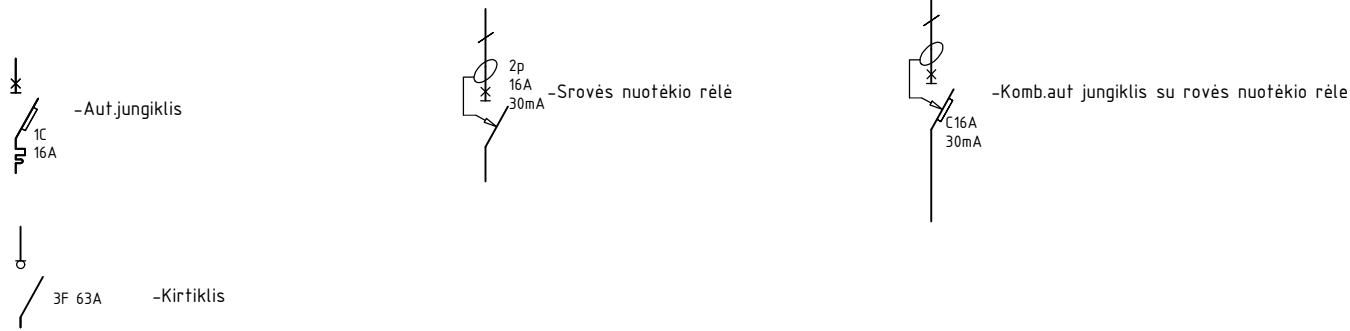 2p
16A
30mA
-Srovės nuotėkio rėlė
-Komb.aut jungiklis su rovės nuotėkio rėle
-Aut.jungiklis
1C
16A
C16A
30mA
3F 63A
-Kirtiklis